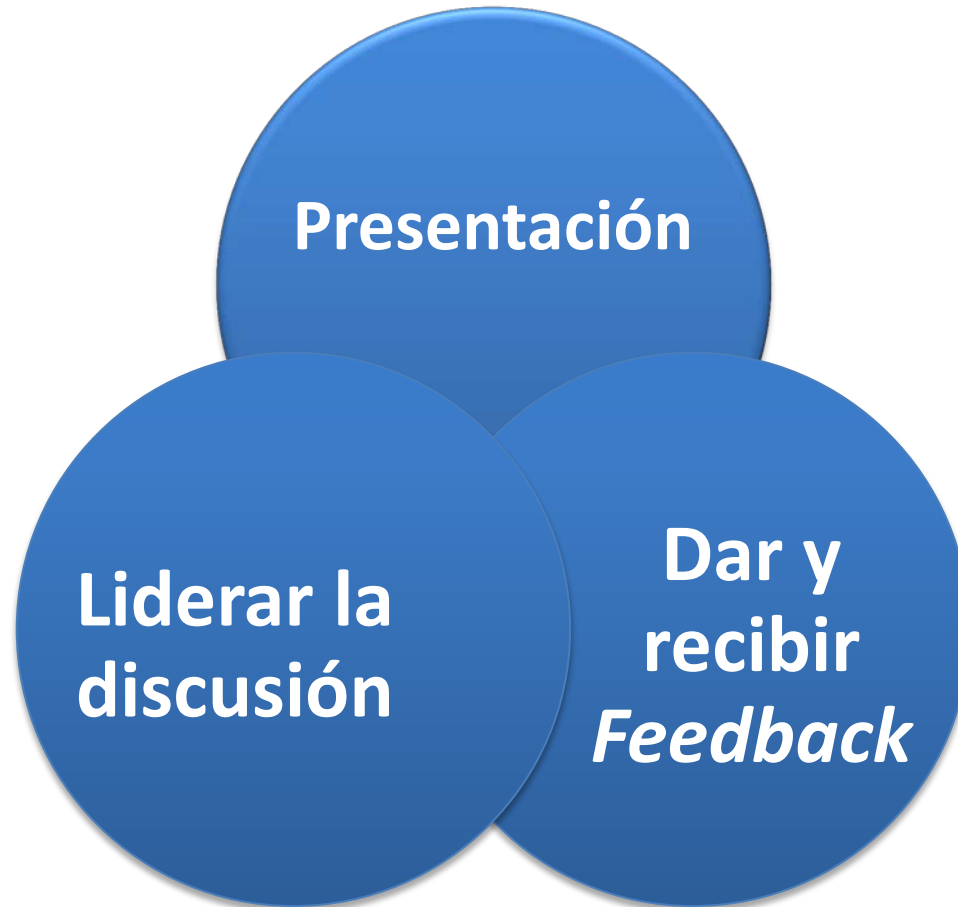 Presentación
Liderar la
discusión
Dar y
recibir
Feedback